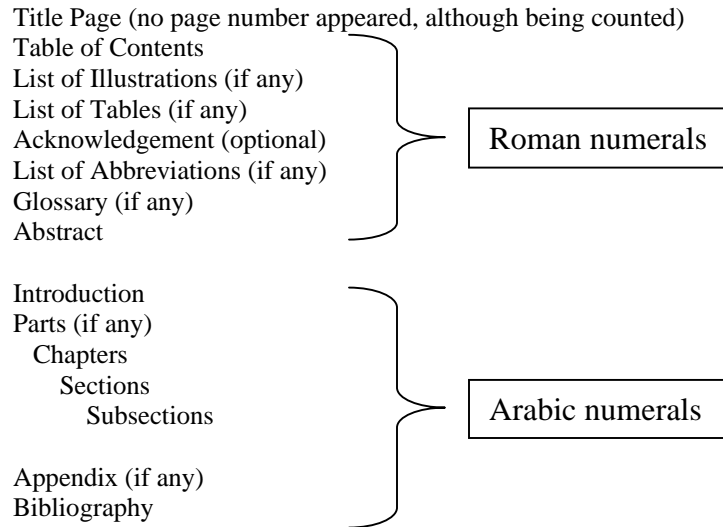 Title Page (no page number appeared, although being counted)
Table of Contents
List of Illustrations (if any)
List of Tables (if any)
Acknowledgement (optional)
List of Abbreviations (if any)
Glossary (if any)
Abstract
Roman numerals
Introduction
Parts (if any)
Chapters
Sections
Subsections
Appendix (if any)
Bibliography
Arabic numerals